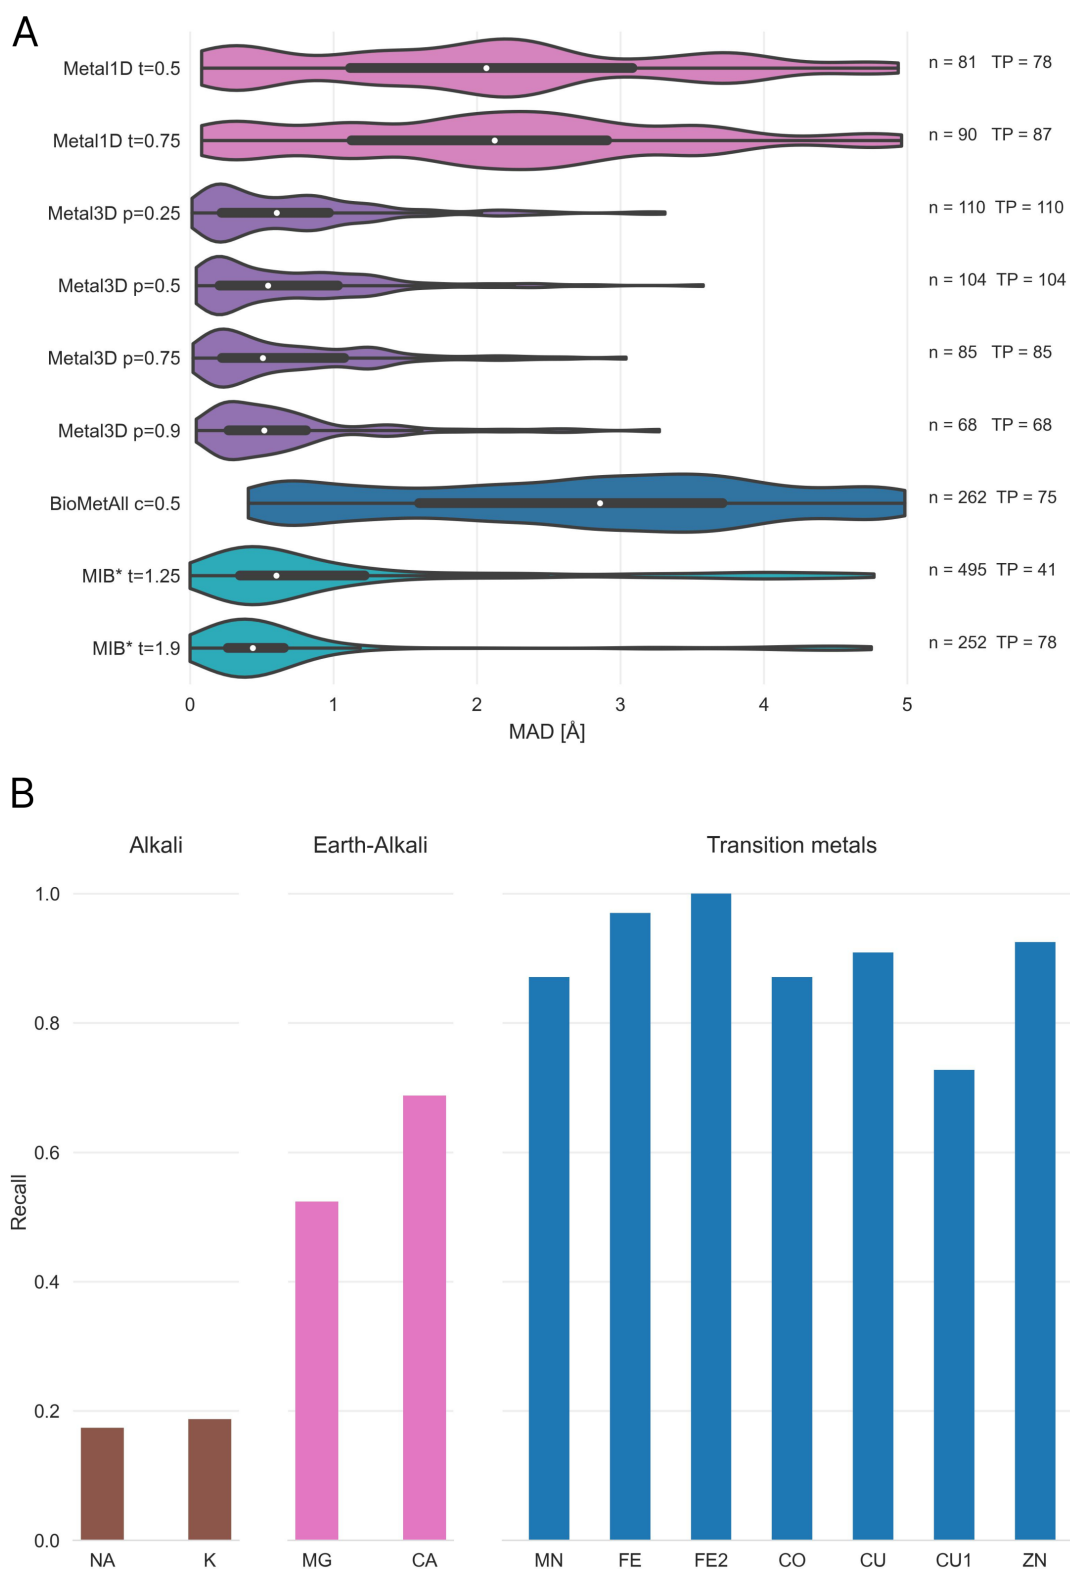 A
Metal1D t=0.5 n = 81 TP = 78
Metal1D t=0.75 n = 90 TP = 87
Metal3D p=0.25 n = 110 TP = 110
Metal3D p=0.5 n = 104 TP = 104
Metal3D p=0.75 n = 85 TP = 85
Metal3D p=0.9 n = 68 TP = 68
BioMetAll c=0.5 n = 262 TP = 75
MIB* t=1.25 n = 495 TP = 41
MIB* t=1.9 n = 252 TP = 78
0 1 2 3 4 5
MAD [Å]
B
Alkali Earth-Alkali Transition metals
1.0
0.8
0.6
0.4
0.2
0.0
Recall
NA K MG CA MN FE FE2 CO CU CU1 ZN